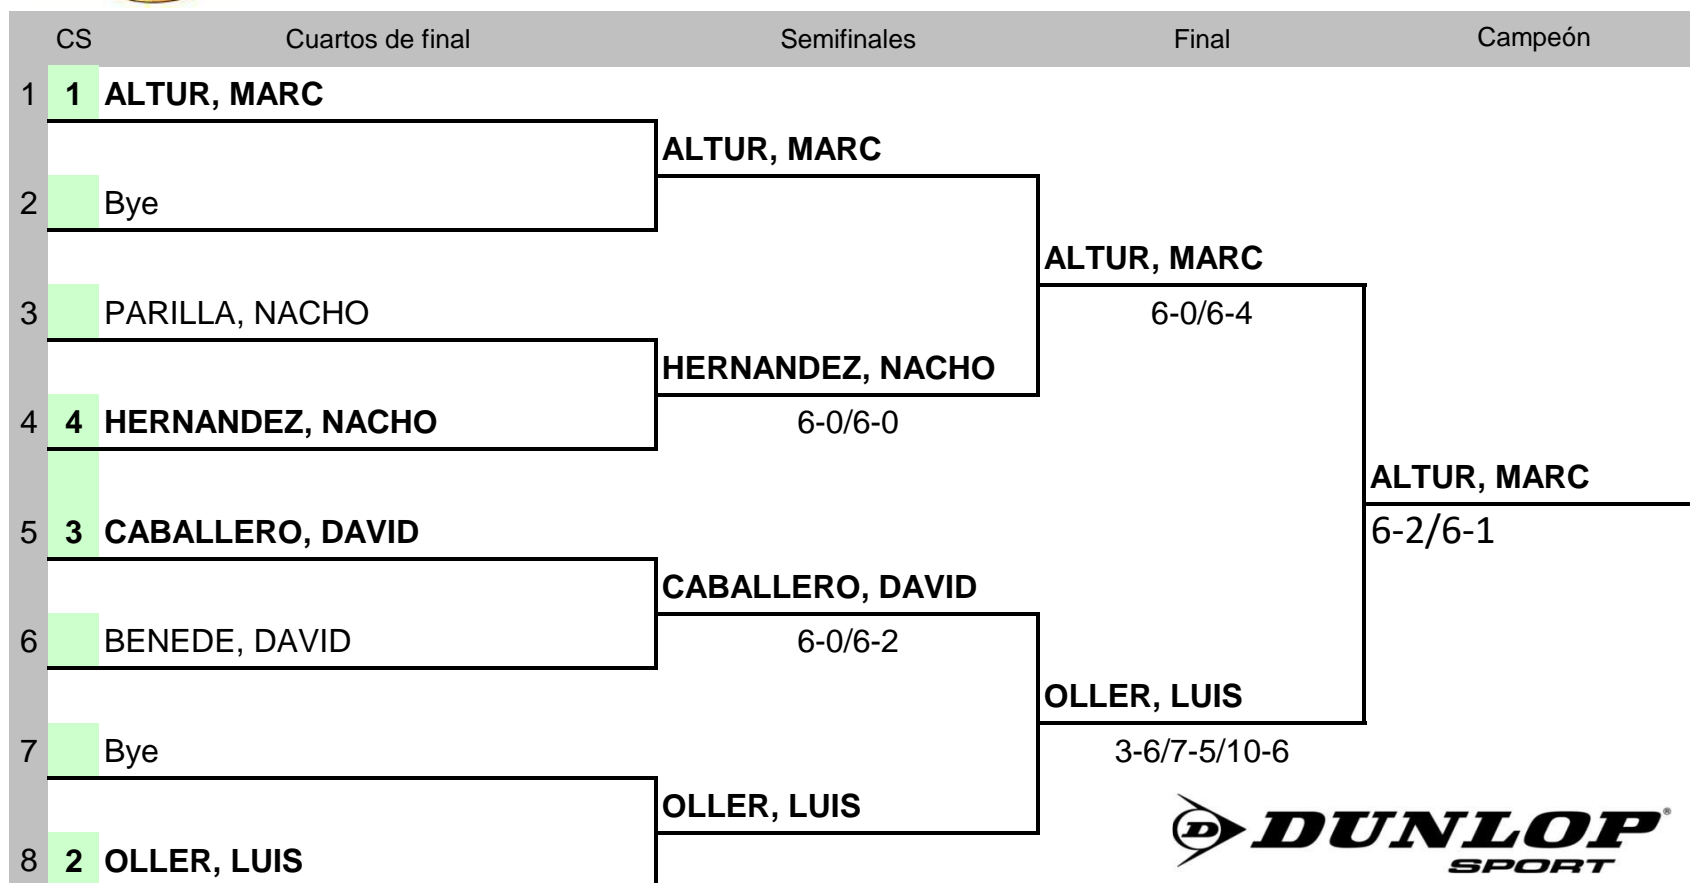 CS Cuartos de final Semifinales Final Campeón
1 1 ALTUR, MARC
ALTUR, MARC
2 Bye
ALTUR, MARC
3 PARILLA, NACHO 6-0/6-4
HERNANDEZ, NACHO
4 4 HERNANDEZ, NACHO 6-0/6-0
ALTUR, MARC
5 3 CABALLERO, DAVID 6-2/6-1
CABALLERO, DAVID
6 BENEDE, DAVID 6-0/6-2
OLLER, LUIS
7 Bye 3-6/7-5/10-6
OLLER, LUIS
D DUNLOP®
8 2 OLLER, LUIS SPORT